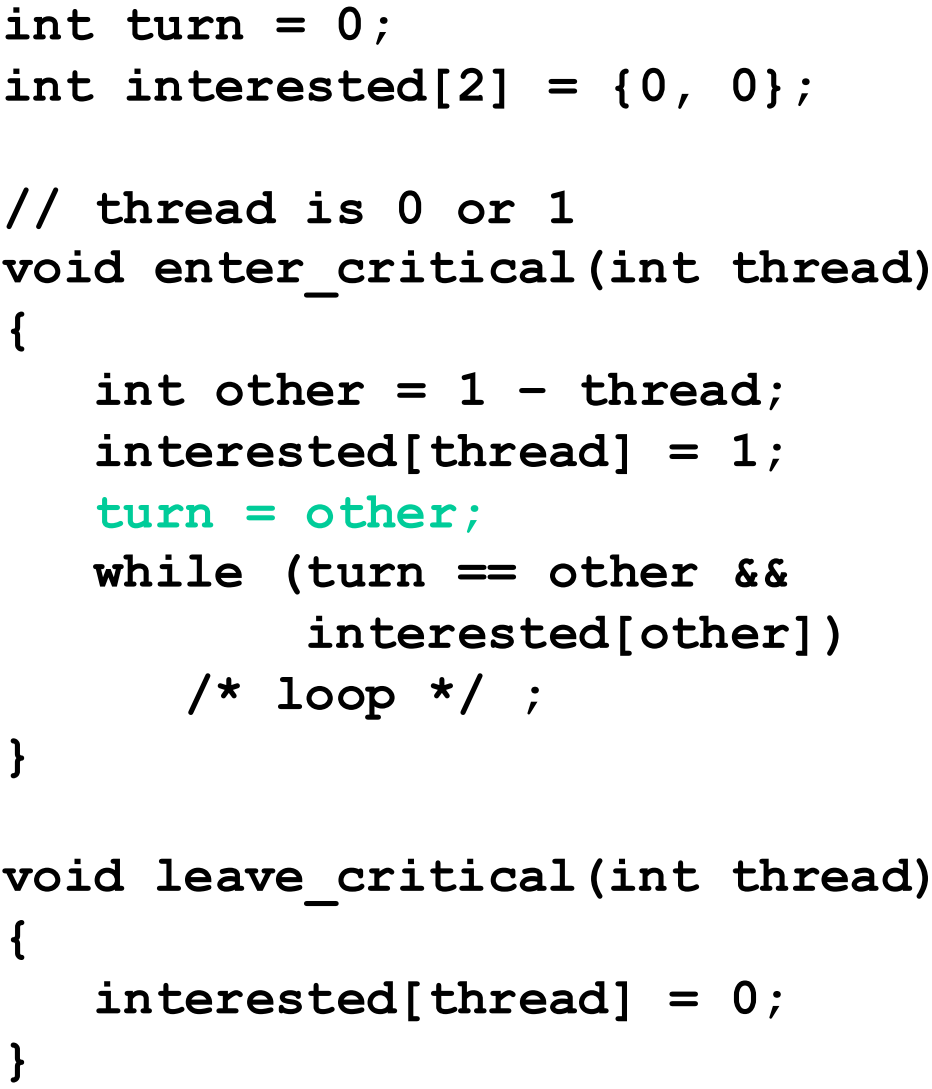 int turn = 0;
int interested[2] = {0, 0};

// thread is 0 or 1
void enter_critical(int thread)
{
   int other = 1 – thread;
   interested[thread] = 1;
   turn = other;
   while (turn == other &&
          interested[other])
      /* loop */ ;
}

void leave_critical(int thread)
{
   interested[thread] = 0;
}